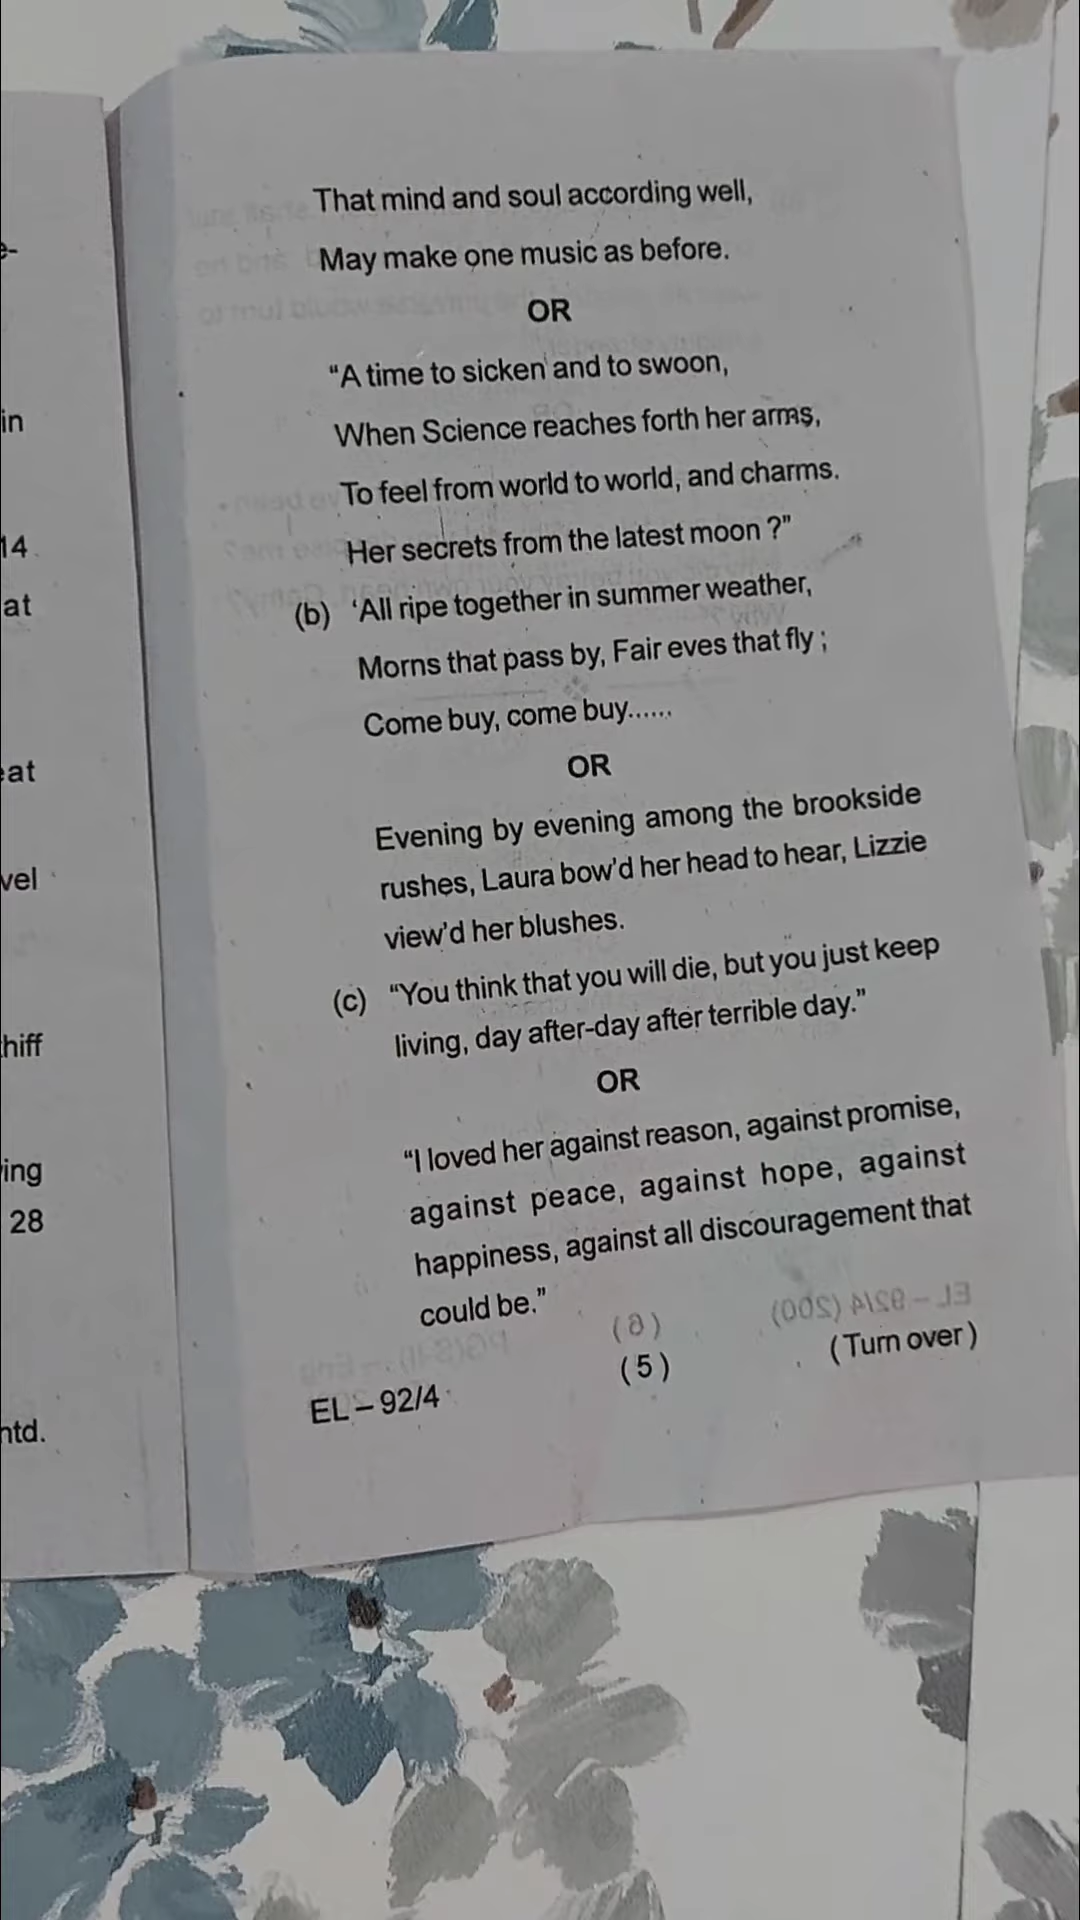 That mind and soul according well,
May make one music as before.
OR
"A time to sicken and to swoon,
When Science reaches forth her arms,
To feel from world to world, and charms.
Her secrets from the latest moon ?"
(b) 'All ripe together in summer weather,
Morns that pass by, Fair eves that fly ;
Come buy, come buy......
OR
Evening by evening among the brookside
rushes, Laura bow'd her head to hear, Lizzie
view'd her blushes.
(c) "You think that you will die, but you just keep
living, day after-day after terrible day."
OR
"I loved her against reason, against promise,
against peace, against hope, against
happiness, against all discouragement that
could be."
EL – 92/4 (5) (Turn over)
in
14
at
vel
28